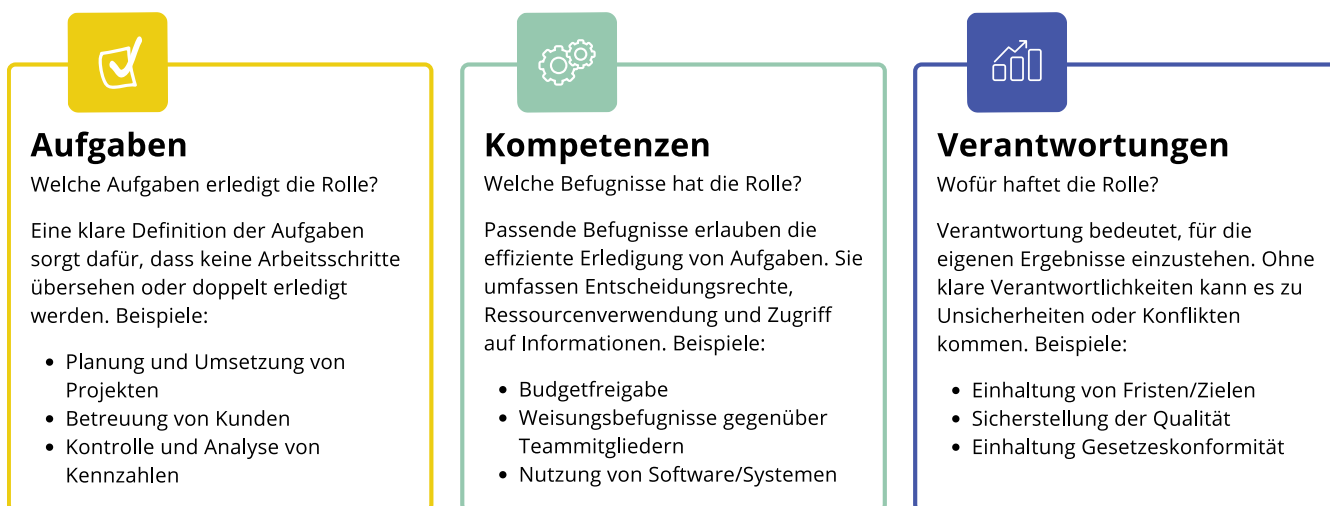 Aufgaben
Welche Aufgaben erledigt die Rolle?
Eine klare Definition der Aufgaben
sorgt dafür, dass keine Arbeitsschritte
übersehen oder doppelt erledigt
werden. Beispiele:
• Planung und Umsetzung von
Projekten
• Betreuung von Kunden
• Kontrolle und Analyse von
Kennzahlen
Kompetenzen
Welche Befugnisse hat die Rolle?
Passende Befugnisse erlauben die
effiziente Erledigung von Aufgaben. Sie
umfassen Entscheidungsrechte,
Ressourcenverwendung und Zugriff
auf Informationen. Beispiele:
• Budgetfreigabe
• Weisungsbefugnisse gegenüber
Teammitgliedern
• Nutzung von Software/Systemen
Verantwortungen
Wofür haftet die Rolle?
Verantwortung bedeutet, für die
eigenen Ergebnisse einzustehen. Ohne
klare Verantwortlichkeiten kann es zu
Unsicherheiten oder Konflikten
kommen. Beispiele:
• Einhaltung von Fristen/Zielen
• Sicherstellung der Qualität
• Einhaltung Gesetzeskonformität